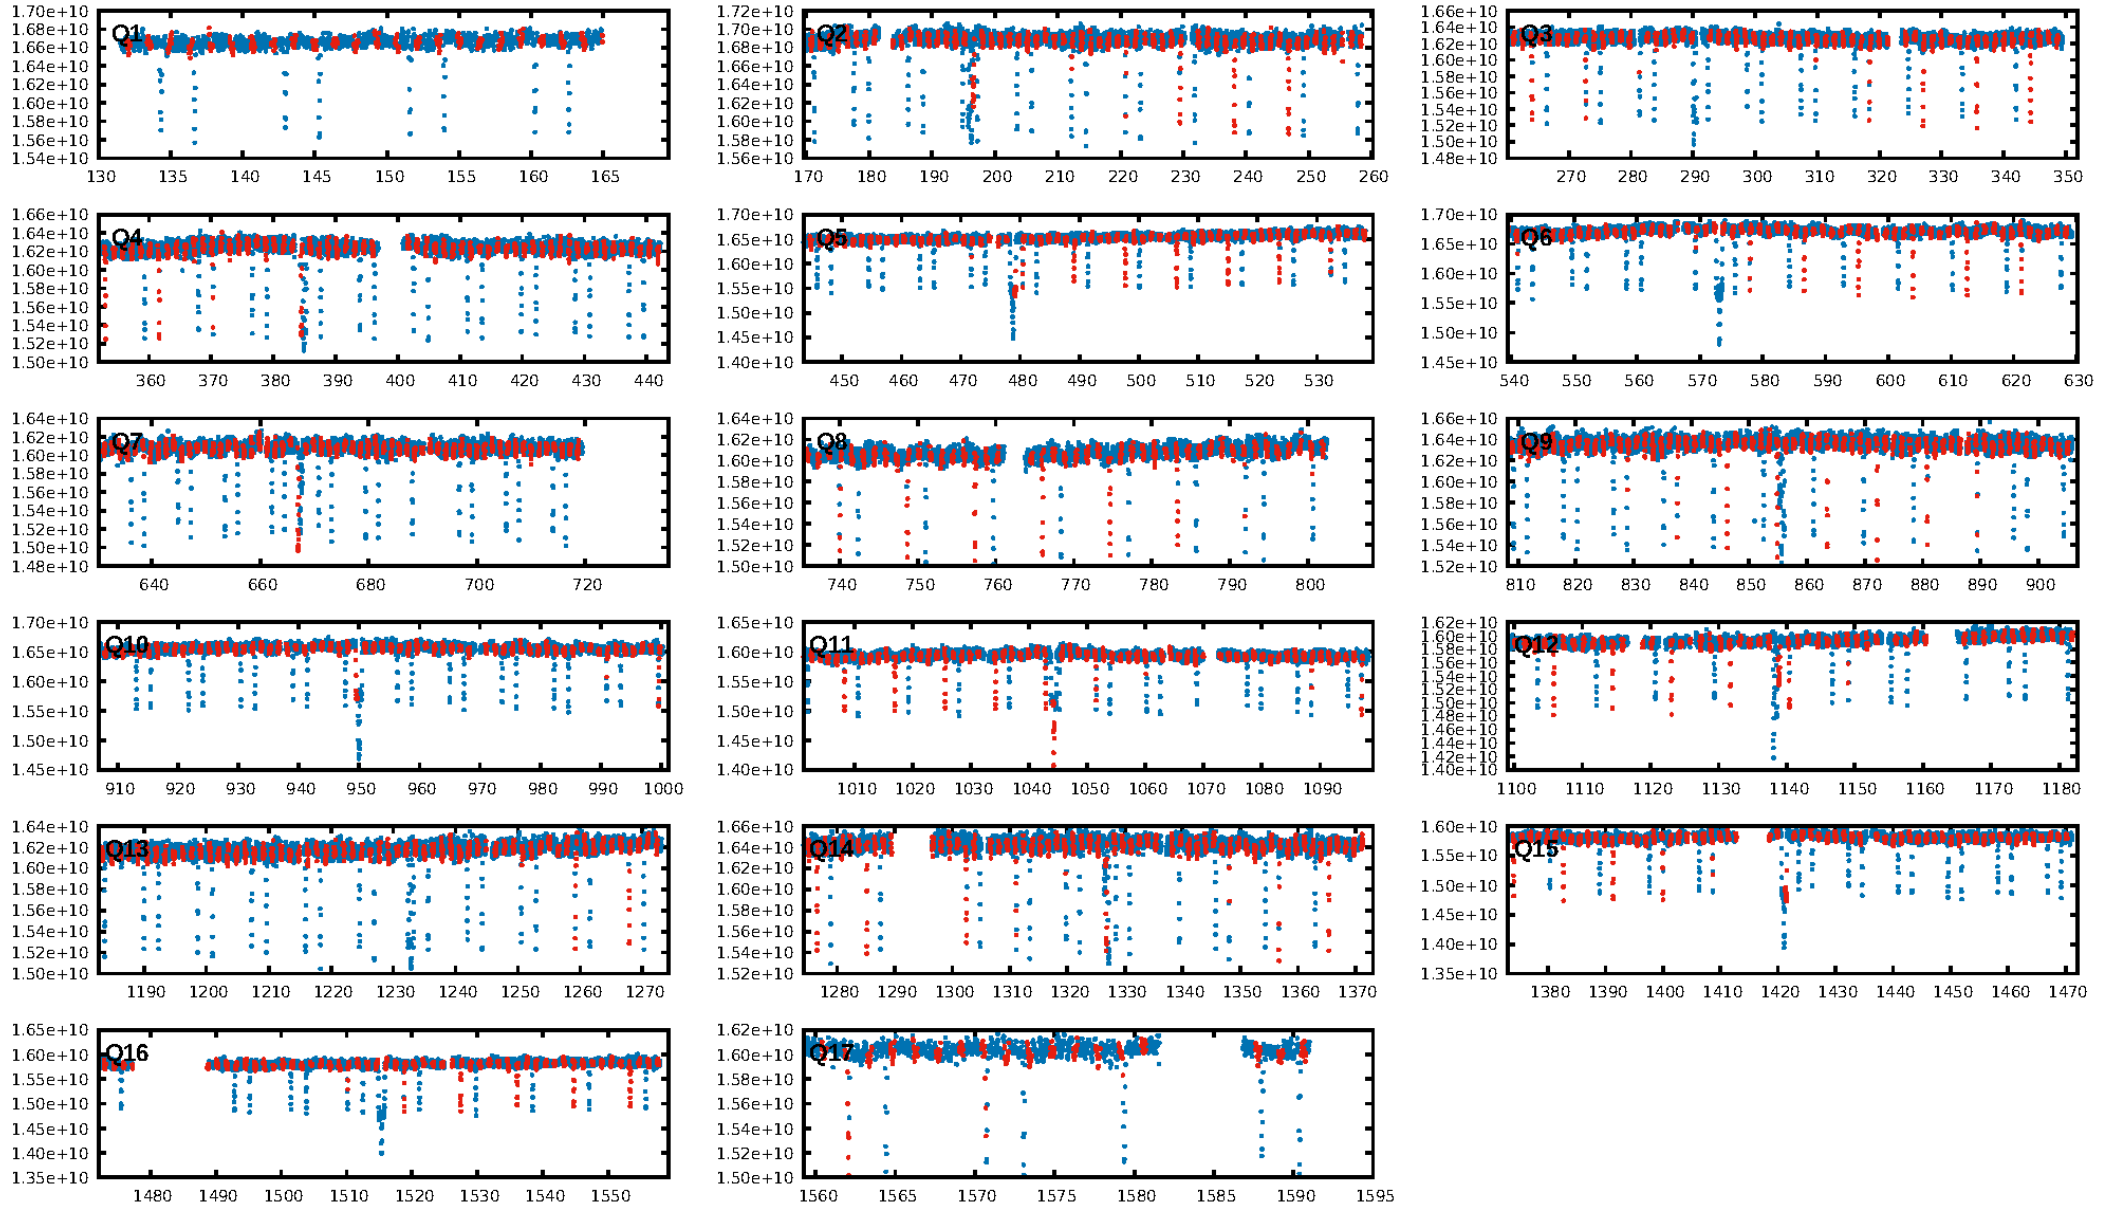 1.70e+10 1.68e+10 1.66e+10 1.64e+10 1.62e+10 1.60e+10 1.58e+10 1.56e+10 1.54e+10
Q1
130 135 140 145 150 155 160 165
1.72e+10 1.70e+10 1.68e+10 1.66e+10 1.64e+10 1.62e+10 1.60e+10 1.58e+10 1.56e+10
Q2
170 180 190 200 210 220 230 240 250 260
1.66e+10 1.64e+10 1.62e+10 1.60e+10 1.58e+10 1.56e+10 1.54e+10 1.52e+10 1.50e+10 1.48e+10
Q3
270 280 290 300 310 320 330 340 350
1.66e+10 1.64e+10 1.62e+10 1.60e+10 1.58e+10 1.56e+10 1.54e+10 1.52e+10 1.50e+10
Q4
360 370 380 390 400 410 420 430 440
1.70e+10 1.65e+10 1.60e+10 1.55e+10 1.50e+10 1.45e+10 1.40e+10
Q5
450 460 470 480 490 500 510 520 530
1.70e+10 1.65e+10 1.60e+10 1.55e+10 1.50e+10 1.45e+10
Q6
540 550 560 570 580 590 600 610 620 630
1.64e+10 1.62e+10 1.60e+10 1.58e+10 1.56e+10 1.54e+10 1.52e+10 1.50e+10 1.48e+10
Q7
640 660 680 700 720
1.64e+10 1.62e+10 1.60e+10 1.58e+10 1.56e+10 1.54e+10 1.52e+10 1.50e+10
Q8
740 750 760 770 780 790 800
1.66e+10 1.64e+10 1.62e+10 1.60e+10 1.58e+10 1.56e+10 1.54e+10 1.52e+10
Q9
810 820 830 840 850 860 870 880 890 900
1.70e+10 1.65e+10 1.60e+10 1.55e+10 1.50e+10 1.45e+10
Q10
910 920 930 940 950 960 970 980 990 1000
1.65e+10 1.60e+10 1.55e+10 1.50e+10 1.45e+10 1.40e+10
Q11
1010 1020 1030 1040 1050 1060 1070 1080 1090
1.62e+10 1.60e+10 1.58e+10 1.56e+10 1.54e+10 1.52e+10 1.50e+10 1.48e+10 1.46e+10 1.44e+10 1.42e+10 1.40e+10
Q12
1100 1110 1120 1130 1140 1150 1160 1170 1180
1.64e+10 1.62e+10 1.60e+10 1.58e+10 1.56e+10 1.54e+10 1.52e+10 1.50e+10
Q13
1190 1200 1210 1220 1230 1240 1250 1260 1270
1.66e+10 1.64e+10 1.62e+10 1.60e+10 1.58e+10 1.56e+10 1.54e+10 1.52e+10
Q14
1280 1290 1300 1310 1320 1330 1340 1350 1360 1370
1.60e+10 1.55e+10 1.50e+10 1.45e+10 1.40e+10 1.35e+10
Q15
1380 1390 1400 1410 1420 1430 1440 1450 1460 1470
1.65e+10 1.60e+10 1.55e+10 1.50e+10 1.45e+10 1.40e+10 1.35e+10
Q16
1480 1490 1500 1510 1520 1530 1540 1550
1.62e+10 1.60e+10 1.58e+10 1.56e+10 1.54e+10 1.52e+10 1.50e+10
Q17
1560 1565 1570 1575 1580 1585 1590 1595